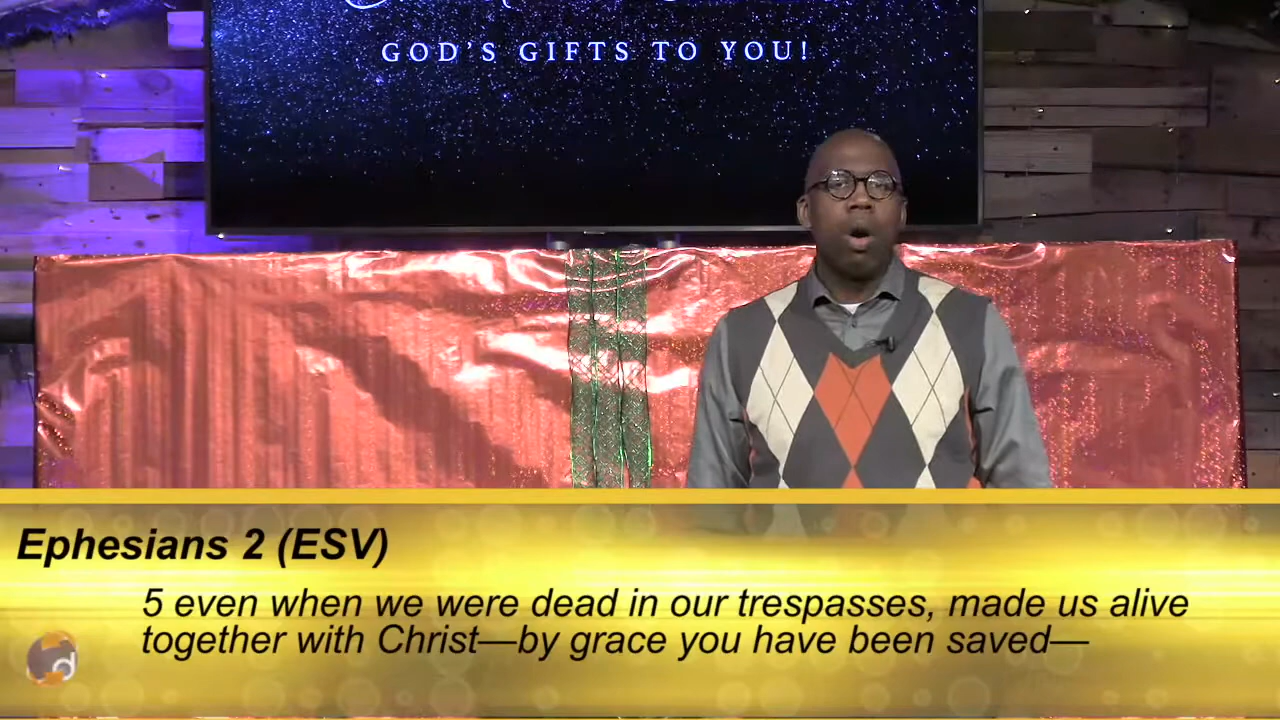 GOD'S GIFTS TO YOU!
Ephesians 2 (ESV)
5 even when we were dead in our trespasses, made us alive
together with Christ—by grace you have been saved—
d